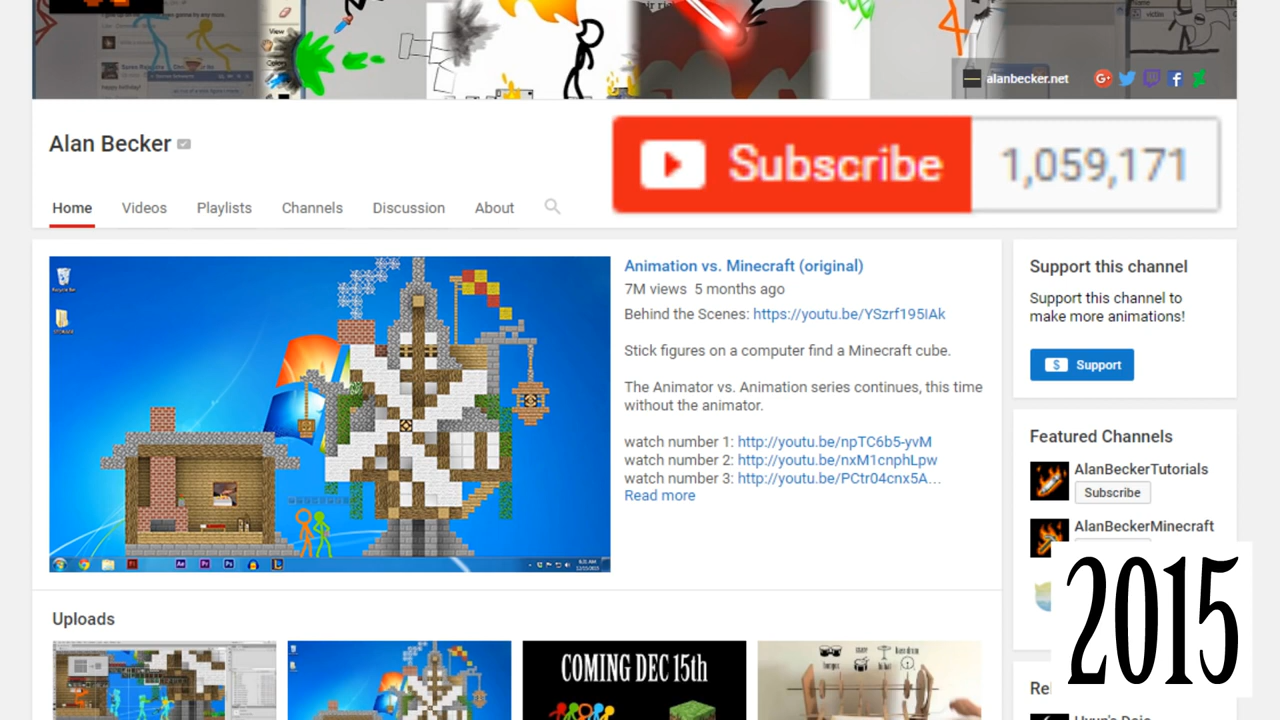 View
happy birthday!
victim
alanbecker.net
Alan Becker
Subscribe 1,059,171
Home Videos Playlists Channels Discussion About
Animation vs. Minecraft (original)
7M views 5 months ago
Behind the Scenes: https://youtu.be/YSzrf195IAk
Stick figures on a computer find a Minecraft cube.
The Animator vs. Animation series continues, this time
without the animator.
watch number 1: http://youtu.be/npTC6b5-yvM
watch number 2: http://youtu.be/nxM1cnphLpw
watch number 3: http://youtu.be/PCtr04cnx5A…
Read more
Support this channel
Support this channel to
make more animations!
$ Support
Featured Channels
AlanBeckerTutorials
Subscribe
AlanBeckerMinecraft
2015
Uploads
COMING DEC 15th